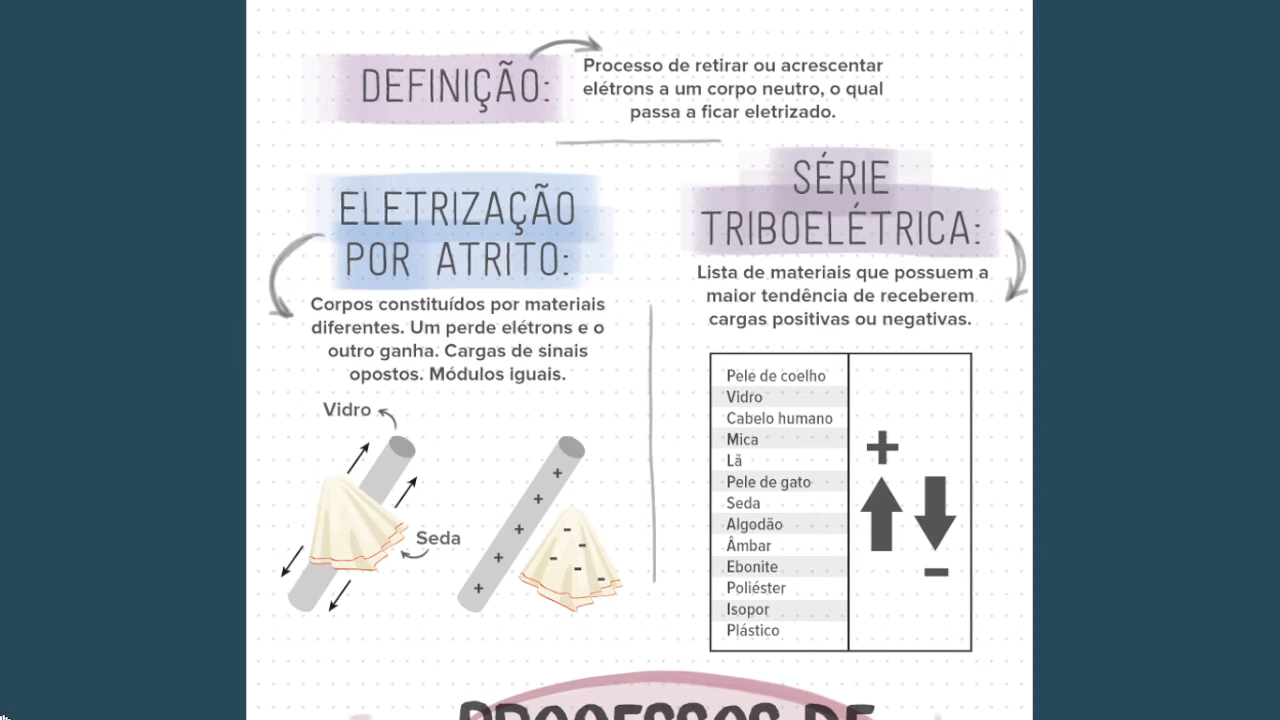 DEFINIÇÃO:
Processo de retirar ou acrescentar
elétrons a um corpo neutro, o qual
passa a ficar eletrizado.
ELETRIZAÇÃO
POR ATRITO:
Corpos constituídos por materiais
diferentes. Um perde elétrons e o
outro ganha. Cargas de sinais
opostos. Módulos iguais.
Vidro
Seda
SÉRIE
TRIBOELÉTRICA:
Lista de materiais que possuem a
maior tendência de receberem
cargas positivas ou negativas.
Pele de coelho
Vidro
Cabelo humano
Mica
Lã
Pele de gato
Seda
Algodão
Âmbar
Ebonite
Poliéster
Isopor
Plástico
PROCESSOS DE